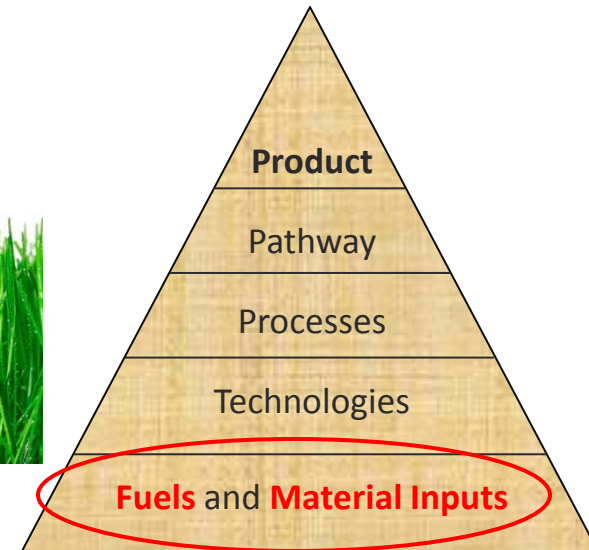 Product
Pathway
Processes
Technologies
Fuels and Material Inputs